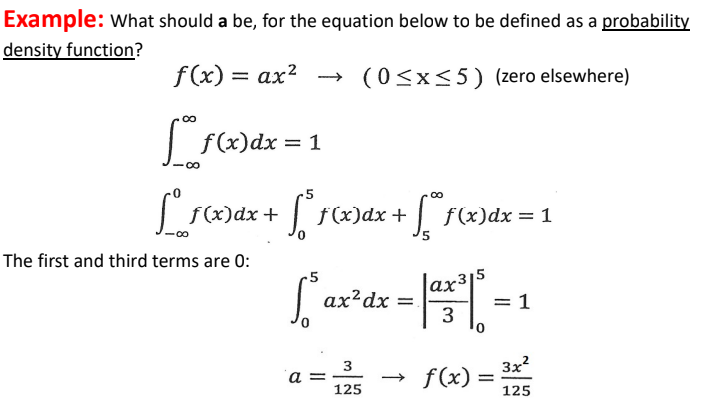 Example: What should a be, for the equation below to be defined as a probability
density function?
f(x) = ax² → ( 0 ≤ x ≤ 5 ) (zero elsewhere)
∫_{-∞}^{∞} f(x)dx = 1
∫_{-∞}^{0} f(x)dx + ∫_{0}^{5} f(x)dx + ∫_{5}^{∞} f(x)dx = 1
The first and third terms are 0:
∫_{0}^{5} ax²dx = |ax³/3|_{0}^{5} = 1
a = 3/125 → f(x) = 3x²/125